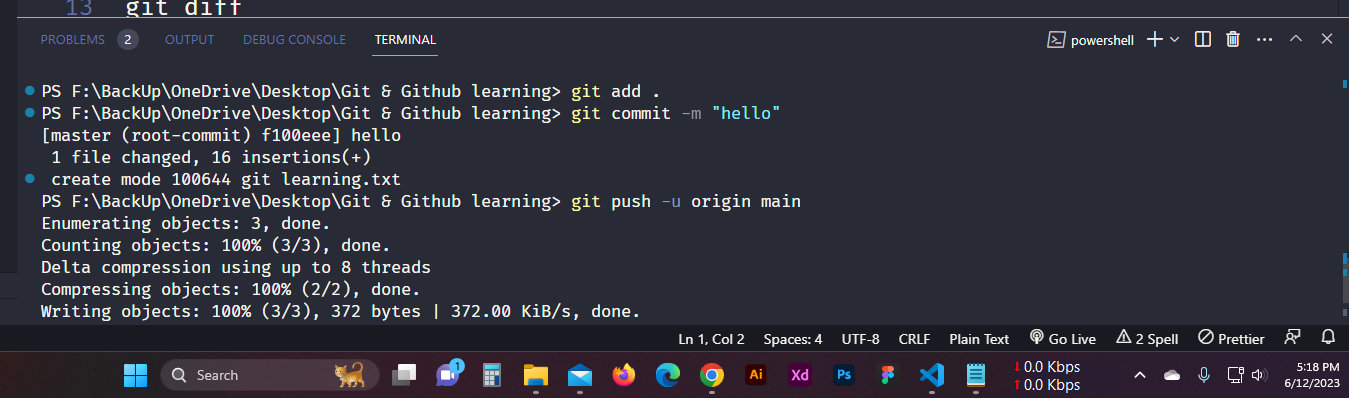 13 git diff
PROBLEMS 2 OUTPUT DEBUG CONSOLE TERMINAL powershell
PS F:\BackUp\OneDrive\Desktop\Git & Github learning> git add .
PS F:\BackUp\OneDrive\Desktop\Git & Github learning> git commit -m "hello"
[master (root-commit) f100eee] hello
1 file changed, 16 insertions(+)
create mode 100644 git learning.txt
PS F:\BackUp\OneDrive\Desktop\Git & Github learning> git push -u origin main
Enumerating objects: 3, done.
Counting objects: 100% (3/3), done.
Delta compression using up to 8 threads
Compressing objects: 100% (2/2), done.
Writing objects: 100% (3/3), 372 bytes | 372.00 KiB/s, done.
Ln 1, Col 2 Spaces: 4 UTF-8 CRLF Plain Text Go Live 2 Spell Prettier
Search 1 Ai Xd Ps 0.0 Kbps 5:18 PM
0.0 Kbps 6/12/2023